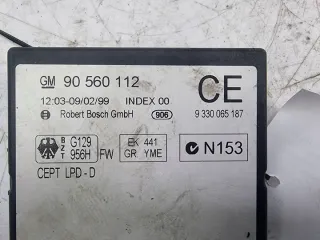 GM 90 560 112 CE
12:03-09/02/99 INDEX 00
Robert Bosch GmbH 906 9 330 065 187
BZT G129 956H FW EK 441 GR YME N153
CEPT LPD-D